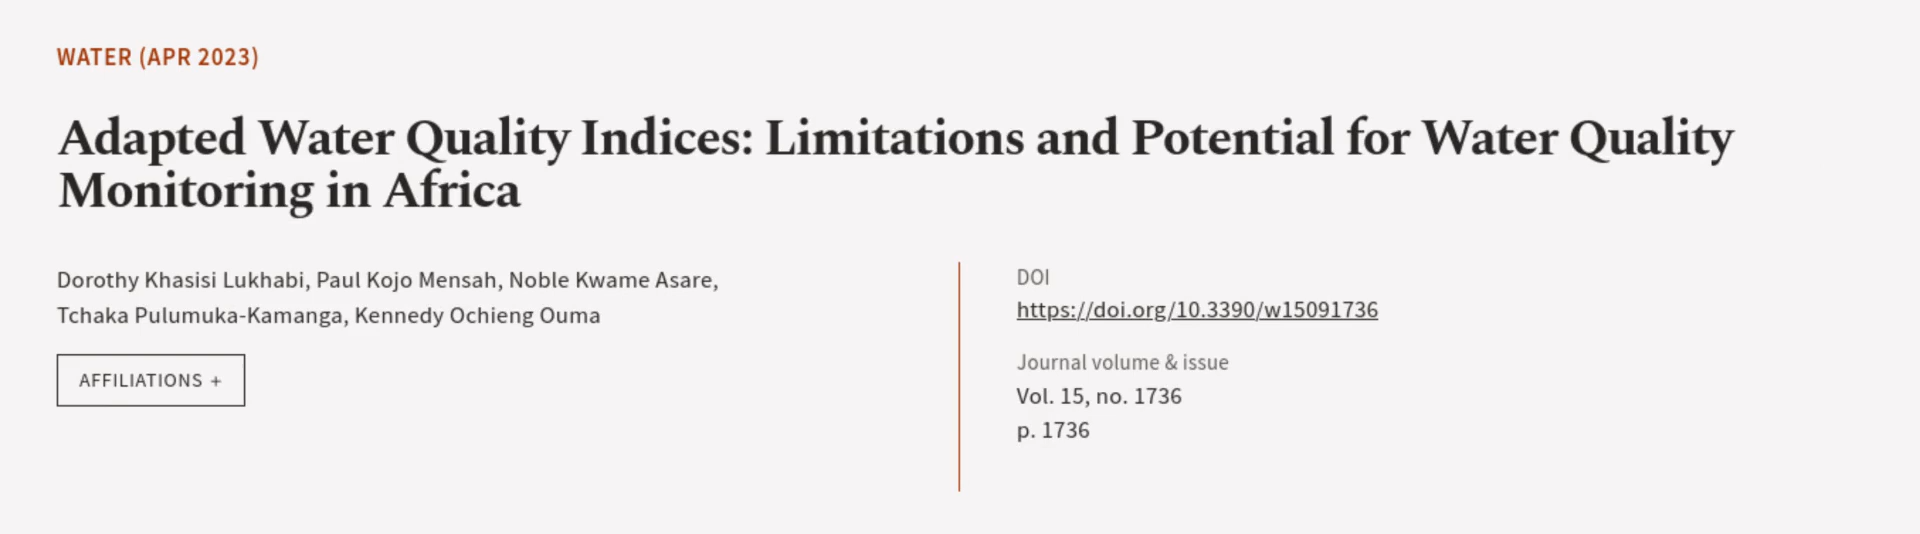 WATER (APR 2023)
Adapted Water Quality Indices: Limitations and Potential for Water Quality
Monitoring in Africa
Dorothy Khasisi Lukhabi, Paul Kojo Mensah, Noble Kwame Asare,
Tchaka Pulumuka-Kamanga, Kennedy Ochieng Ouma
AFFILIATIONS +
DOI
https://doi.org/10.3390/w15091736
Journal volume & issue
Vol. 15, no. 1736
p. 1736